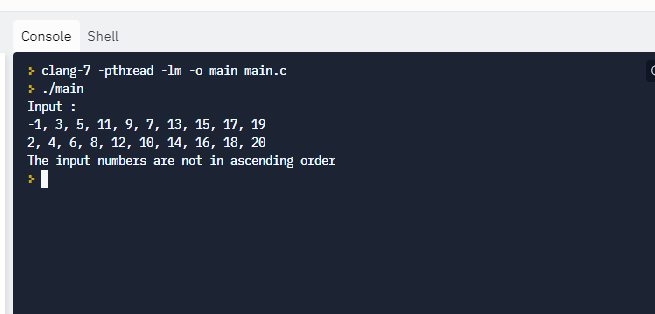 Console Shell
> clang-7 -pthread -lm -o main main.c
> ./main
Input :
-1, 3, 5, 11, 9, 7, 13, 15, 17, 19
2, 4, 6, 8, 12, 10, 14, 16, 18, 20
The input numbers are not in ascending order
>